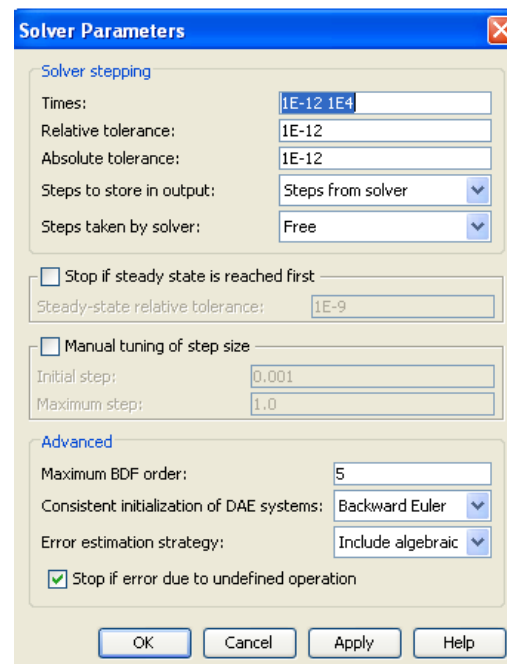 Solver Parameters
Solver stepping
Times: 1E-12 1E4
Relative tolerance: 1E-12
Absolute tolerance: 1E-12
Steps to store in output: Steps from solver
Steps taken by solver: Free
Stop if steady state is reached first
Steady-state relative tolerance: 1E-9
Manual tuning of step size
Initial step: 0.001
Maximum step: 1.0
Advanced
Maximum BDF order: 5
Consistent initialization of DAE systems: Backward Euler
Error estimation strategy: Include algebraic
Stop if error due to undefined operation
OK Cancel Apply Help